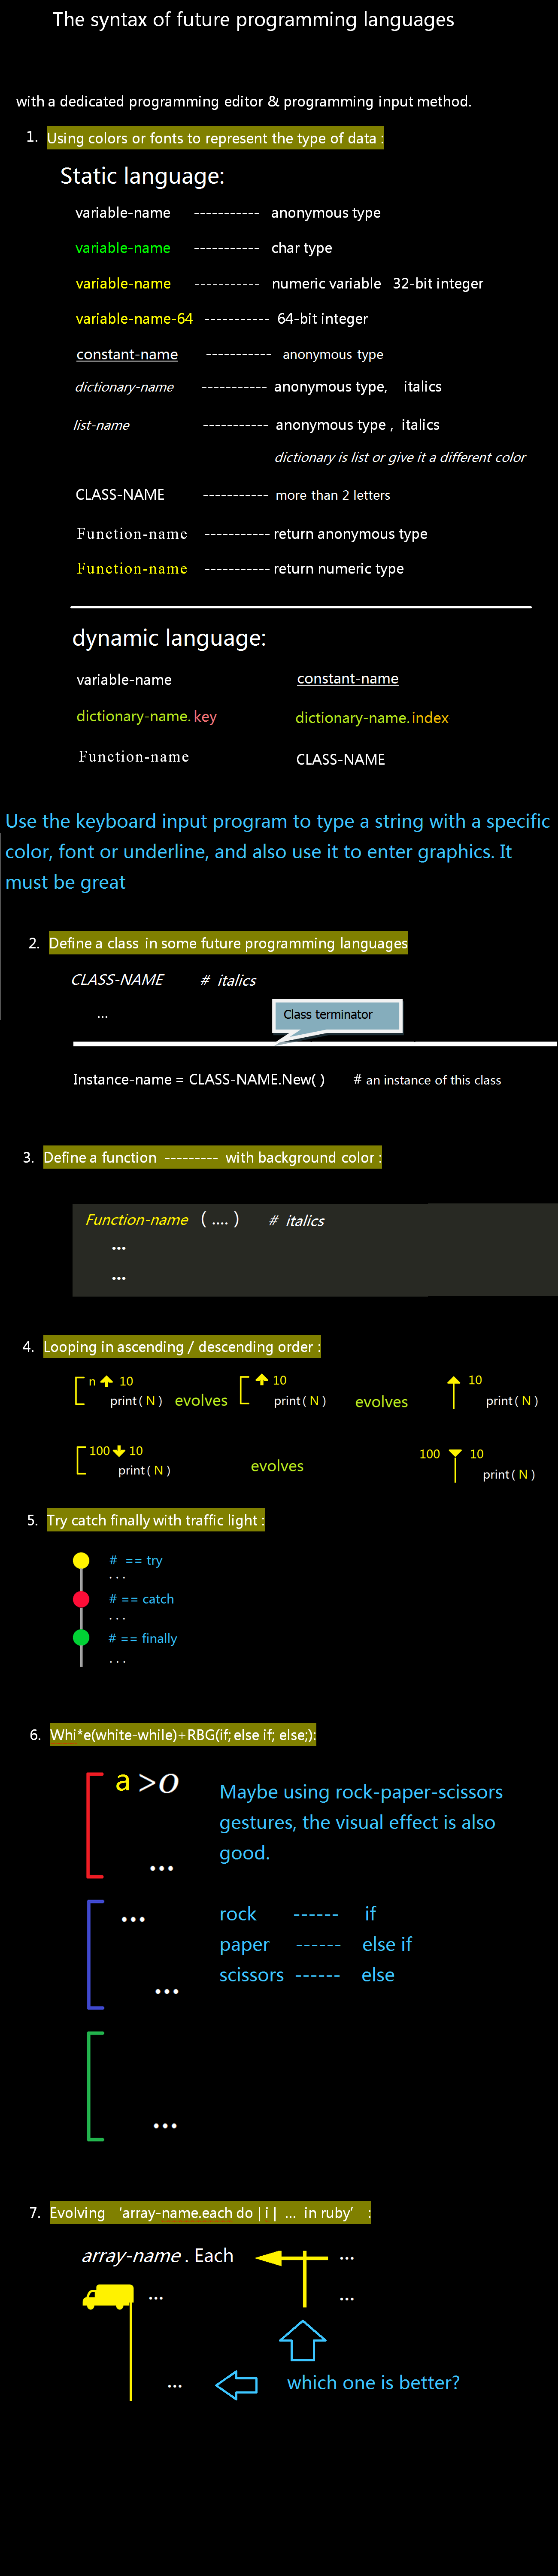 The syntax of future programming languages
with a dedicated programming editor & programming input method.
1. Using colors or fonts to represent the type of data :
Static language:
variable-name ----------- anonymous type
variable-name ----------- char type
variable-name ----------- numeric variable 32-bit integer
variable-name-64 ----------- 64-bit integer
constant-name ----------- anonymous type
dictionary-name ----------- anonymous type, italics
list-name ----------- anonymous type , italics
dictionary is list or give it a different color
CLASS-NAME ----------- more than 2 letters
Function-name ----------- return anonymous type
Function-name ----------- return numeric type
dynamic language:
variable-name constant-name
dictionary-name. key dictionary-name. index
Function-name CLASS-NAME
Use the keyboard input program to type a string with a specific
color, font or underline, and also use it to enter graphics. It
must be great
2. Define a class in some future programming languages
CLASS-NAME # italics
...
Class terminator
Instance-name = CLASS-NAME.New( ) # an instance of this class
3. Define a function --------- with background color :
Function-name ( .... ) # italics
...
...
4. Looping in ascending / descending order :
n 10 10 10
print( N ) evolves print( N ) evolves print( N )
100 10 evolves 100 10
print( N ) print( N )
5. Try catch finally with traffic light :
# == try
. . .
# == catch
. . .
# == finally
. . .
6. Whi*e(white-while)+RBG(if; else if; else;):
a >0
...
Maybe using rock-paper-scissors
gestures, the visual effect is also
good.
...
...
rock ------ if
paper ------ else if
scissors ------ else
...
7. Evolving ‘array-name.each do | i | ... in ruby’ :
array-name . Each ...
... ...
... which one is better?